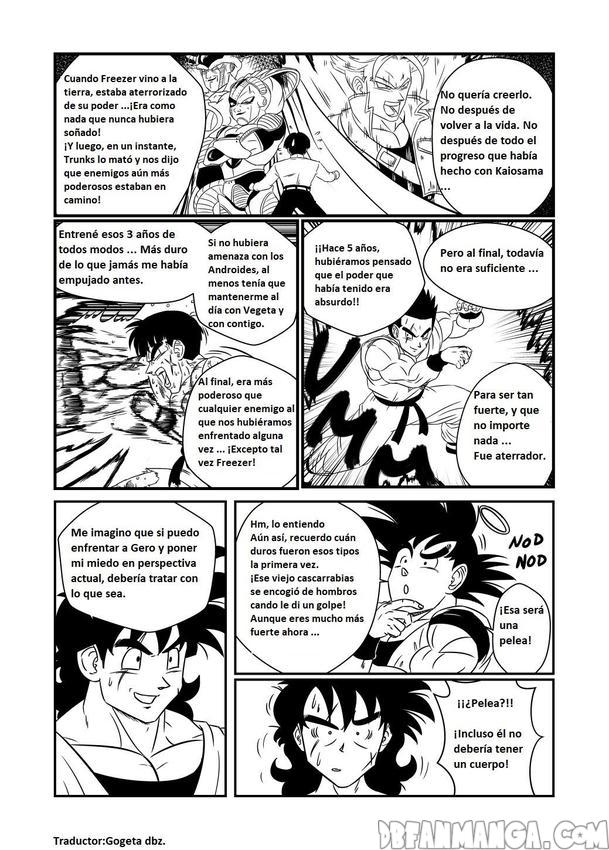 Cuando Freezer vino a la
tierra, estaba aterrorizado
de su poder ...¡Era como
nada que nunca hubiera
soñado!
¡Y luego, en un instante,
Trunks lo mató y nos dijo
que enemigos aún más
poderosos estaban en
camino!
No quería creerlo.
No después de
volver a la vida. No
después de todo el
progreso que había
hecho con Kaiosama
...
Entrené esos 3 años de
todos modos ... Más duro
de lo que jamás me había
empujado antes.
Si no hubiera
amenaza con los
Androides, al
menos tenía que
mantenerme al
día con Vegeta y
con contigo.
Al final, era más
poderoso que
cualquier enemigo al
que nos hubiéramos
enfrentado alguna
vez ... ¡Excepto tal
vez Freezer!
¡¡Hace 5 años,
hubiéramos pensado
que el poder que
había tenido era
absurdo!!
Pero al final, todavía
no era suficiente ...
VMMM
Para ser tan
fuerte, y que
no importe
nada ...
Fue aterrador.
Me imagino que si puedo
enfrentar a Gero y poner
mi miedo en perspectiva
actual, debería tratar con
lo que sea.
Hm, lo entiendo
Aún así, recuerdo cuán
duros fueron esos tipos
la primera vez.
¡Ese viejo cascarrabias
se encogió de hombros
cando le di un golpe!
Aunque eres mucho más
fuerte ahora ...
NOD
NOD
¡Esa será
una
pelea!
¡¡¿Pelea?!!
¡Incluso él no
debería tener
un cuerpo!
Traductor:Gogeta dbz.
DBFANMANGA.COM